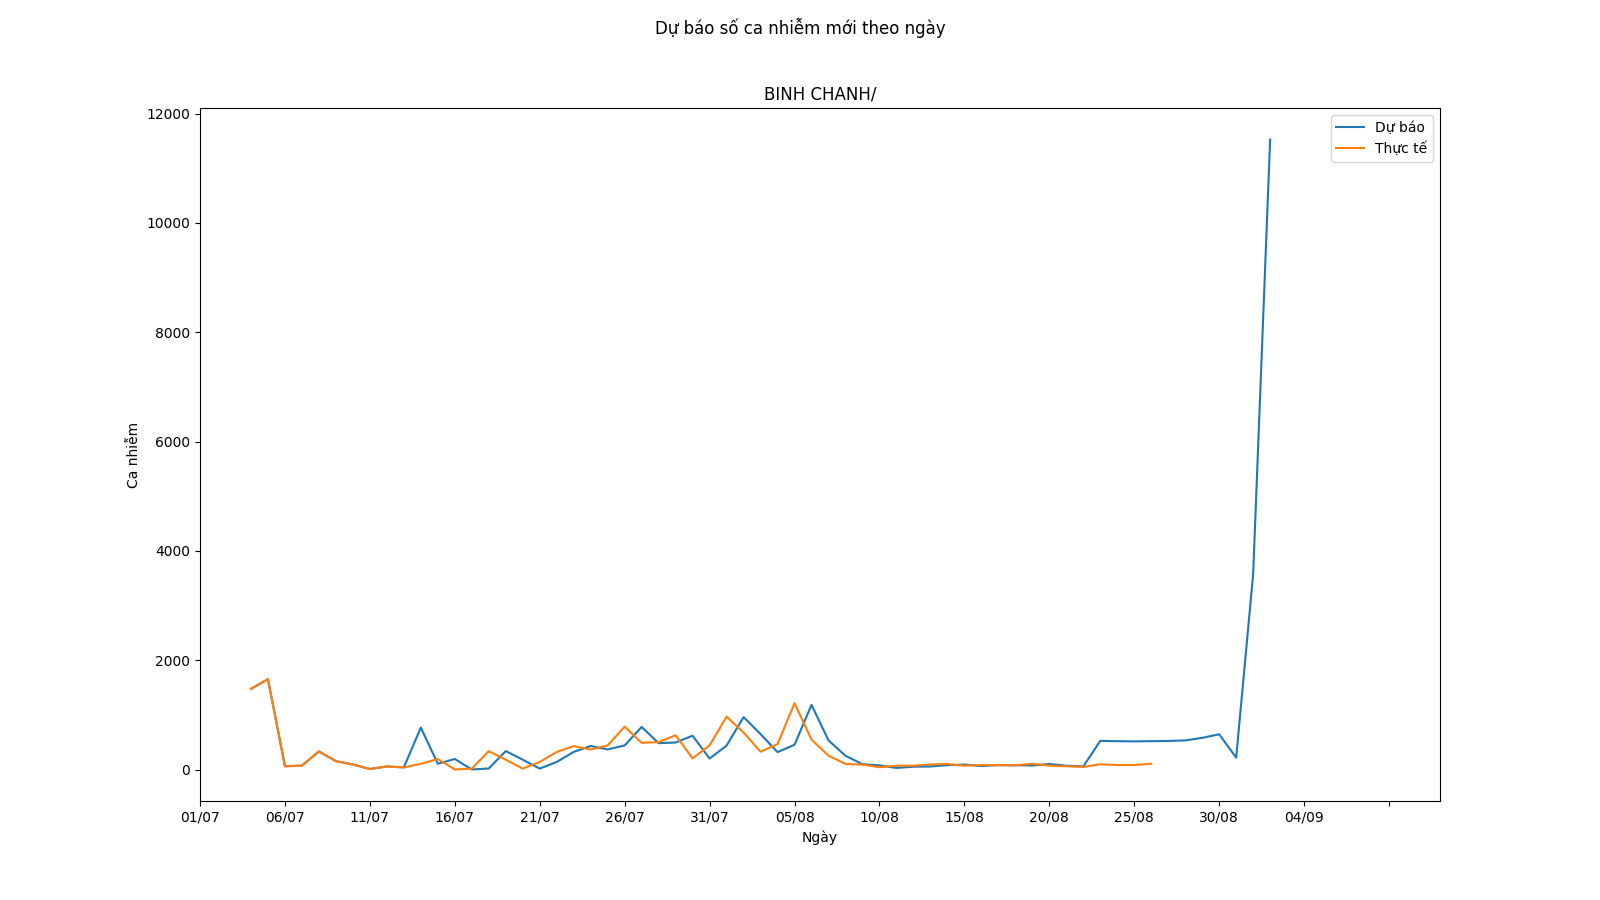 Dự báo số ca nhiễm mới theo ngày
BINH CHANH/
12000
10000
8000
6000
4000
2000
0
Ca nhiễm
Dự báo
Thực tế
01/07 06/07 11/07 16/07 21/07 26/07 31/07 05/08 10/08 15/08 20/08 25/08 30/08 04/09
Ngày